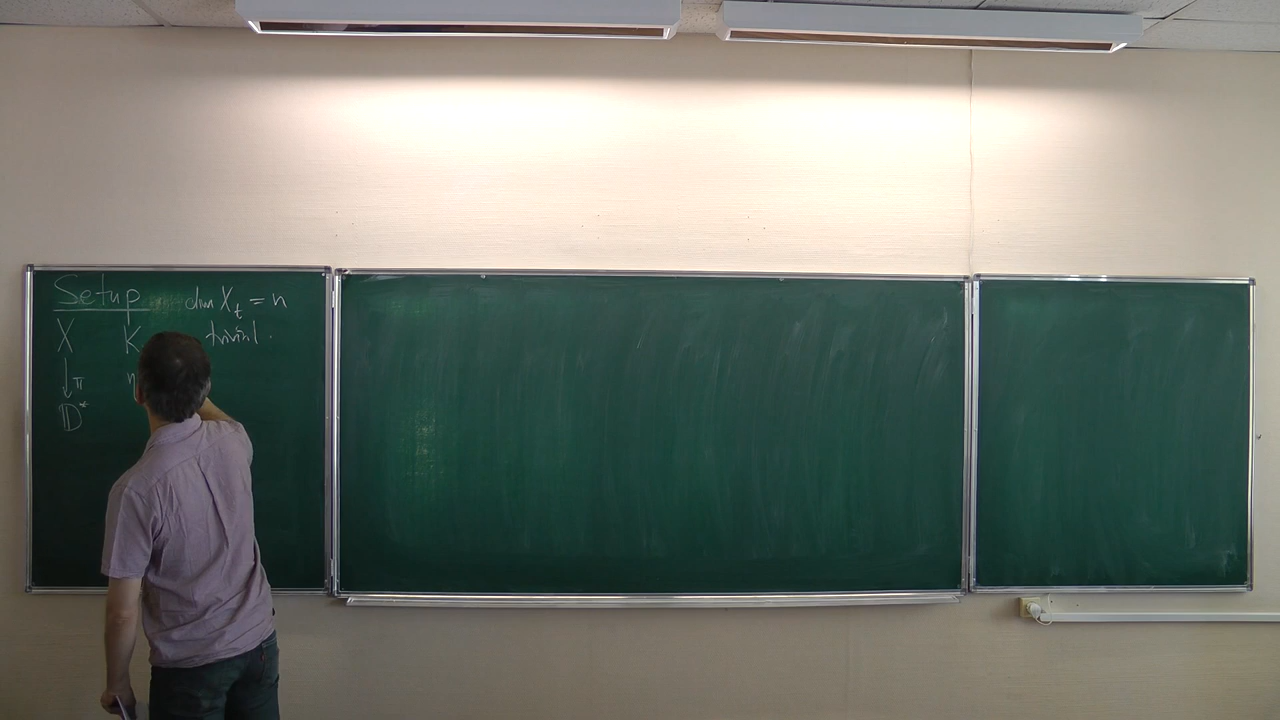 Setup dim X_t = n
X K trivial.
↓ π
D*